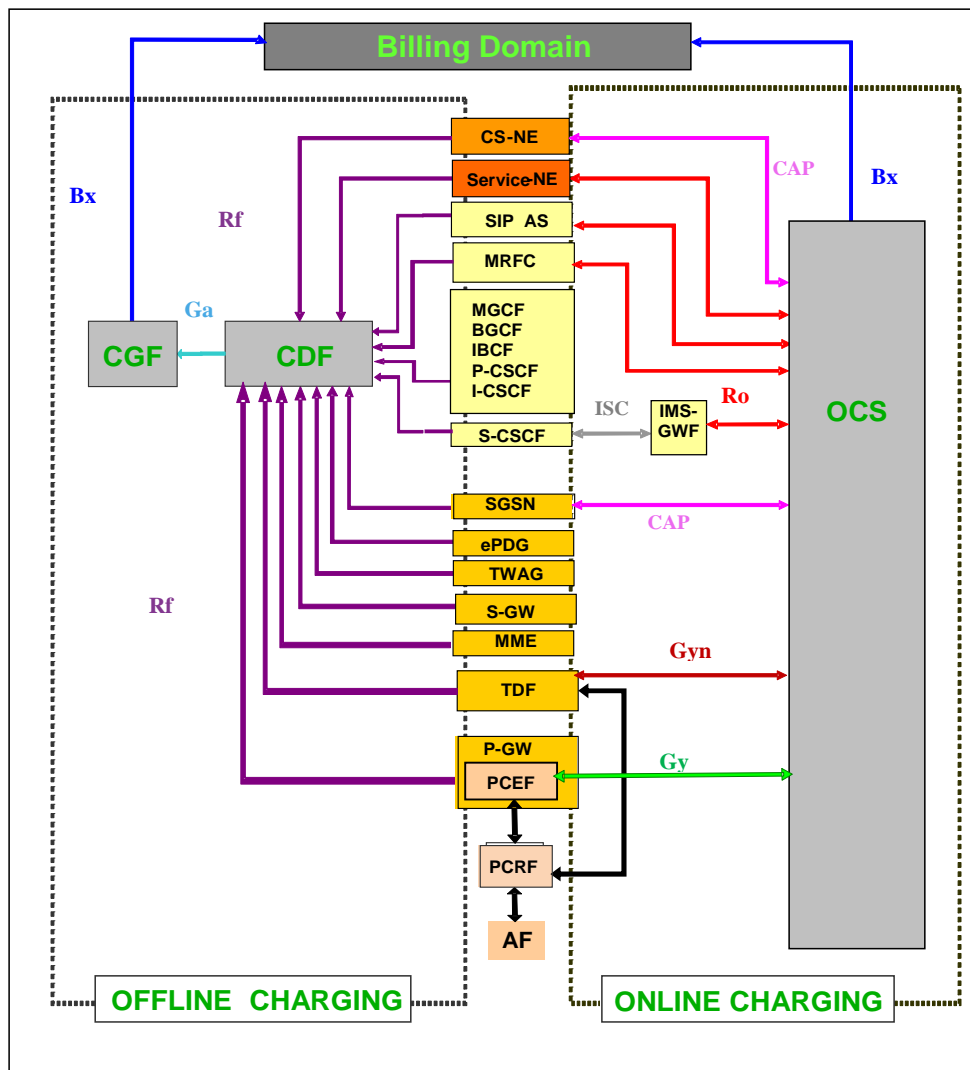 Billing Domain
CS-NE
CAP
Bx
Bx
Service-NE
Rf
SIP AS
MRFC
Ga
MGCF
BGCF
IBCF
P-CSCF
I-CSCF
CGF
CDF
OCS
ISC
IMS-
GWF
Ro
S-CSCF
SGSN
CAP
ePDG
TWAG
Rf
S-GW
MME
Gyn
TDF
P-GW
PCEF
Gy
PCRF
AF
OFFLINE CHARGING
ONLINE CHARGING